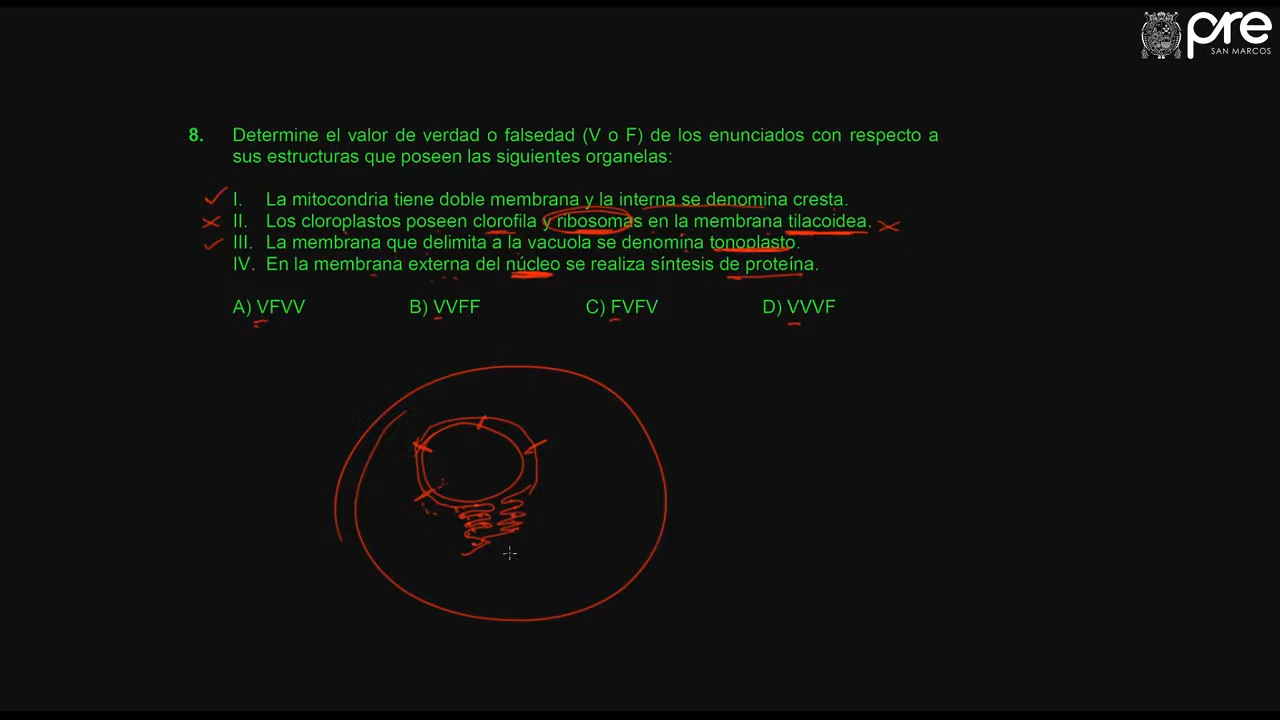 pre
SAN MARCOS
8. Determine el valor de verdad o falsedad (V o F) de los enunciados con respecto a
sus estructuras que poseen las siguientes organelas:
I. La mitocondria tiene doble membrana y la interna se denomina cresta.
II. Los cloroplastos poseen clorofila y ribosomas en la membrana tilacoidea.
III. La membrana que delimita a la vacuola se denomina tonoplasto.
IV. En la membrana externa del núcleo se realiza síntesis de proteína.
A) VFVV B) VVFF C) FVFV D) VVVF